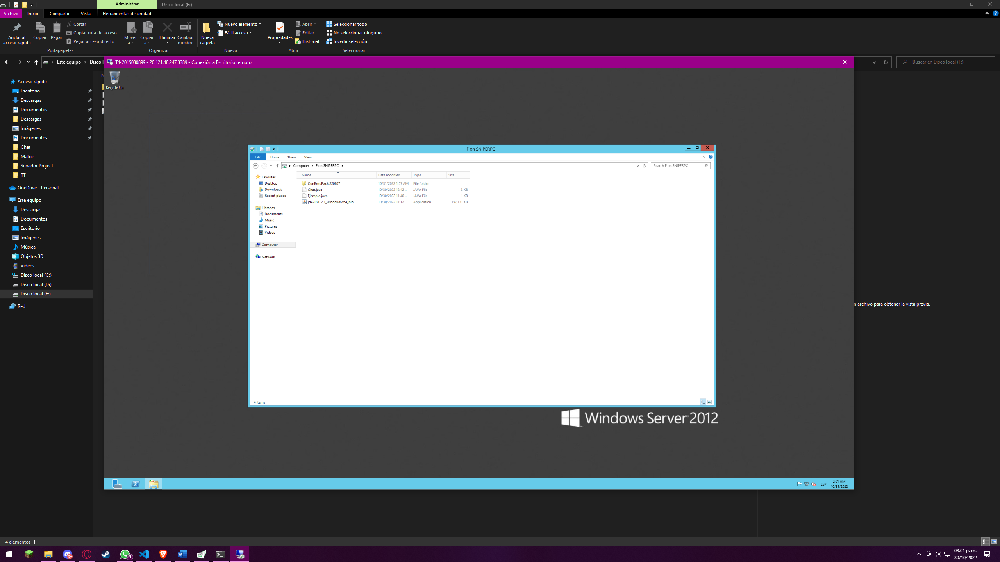 Administrar
Disco local (F:)
Archivo
Inicio
Compartir
Vista
Herramientas de unidad
Anclar al acceso rápido
Copiar
Pegar
Cortar
Copiar ruta de acceso
Pegar acceso directo
Portapapeles
Mover a
Copiar a
Eliminar
Cambiar nombre
Organizar
Nueva carpeta
Nuevo elemento
Fácil acceso
Nuevo
Propiedades
Abrir
Editar
Historial
Abrir
Seleccionar todo
No seleccionar ninguno
Invertir selección
Seleccionar
Este equipo
Disco l
Buscar en Disco local (F:)
T4-2015030899 - 20.121.48.247:3389 - Conexión a Escritorio remoto
Acceso rápido
Escritorio
Descargas
Documentos
Descargas
Imágenes
Documentos
Chat
Matriz
Servidor Project
TT
OneDrive - Personal
Este equipo
Descargas
Documentos
Escritorio
Imágenes
Música
Objetos 3D
Videos
Disco local (C:)
Disco local (D:)
Disco local (F:)
Red
Recycle Bin
F on SNIPERPC
File
Home
Share
View
Computer
F on SNIPERPC
Search F on SNIPERPC
Favorites
Desktop
Downloads
Recent places
Libraries
Documents
Music
Pictures
Videos
Computer
Network
Name Date modified Type Size
ConEmuPack.220807 10/31/2022 1:57 AM File folder
Chat.java 10/30/2022 12:42 ... JAVA File 3 KB
Ejemplo.java 10/30/2022 11:40 ... JAVA File 1 KB
jdk-18.0.2.1_windows-x64_bin 10/30/2022 11:12 ... Application 157,131 KB
4 items
Windows Server 2012
archivo para obtener la vista previa.
ESP
2:01 AM
10/31/2022
4 elementos
9+
9
08:01 p. m.
30/10/2022